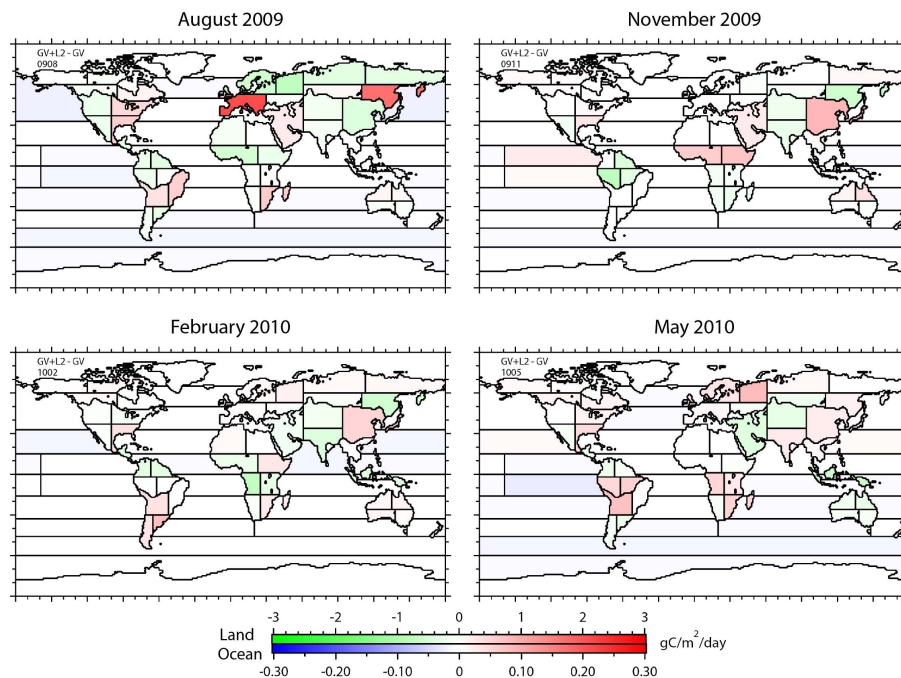 August 2009
November 2009
GV+L2 - GV
0908
GV+L2 - GV
0911
February 2010
May 2010
GV+L2 - GV
1002
GV+L2 - GV
1005
-3 -2 -1 0 1 2 3
Land
gC/m²/day
Ocean
-0.30 -0.20 -0.10 0 0.10 0.20 0.30